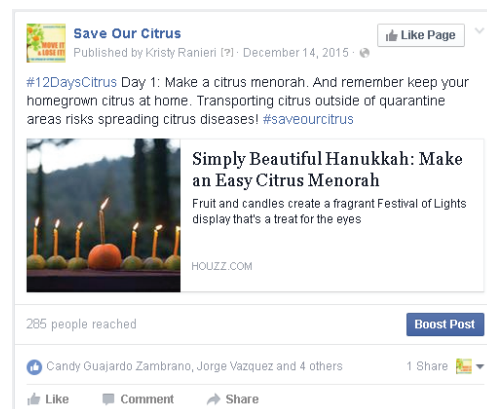 MOVE IT & LOSE IT!
Save Our Citrus
Like Page
Published by Kristy Ranieri [?] · December 14, 2015 ·
#12DaysCitrus Day 1: Make a citrus menorah. And remember keep your
homegrown citrus at home. Transporting citrus outside of quarantine
areas risks spreading citrus diseases! #saveourcitrus
Simply Beautiful Hanukkah: Make
an Easy Citrus Menorah
Fruit and candles create a fragrant Festival of Lights
display that's a treat for the eyes
HOUZZ.COM
285 people reached
Boost Post
Candy Guajardo Zambrano, Jorge Vazquez and 4 others
1 Share
Like Comment Share